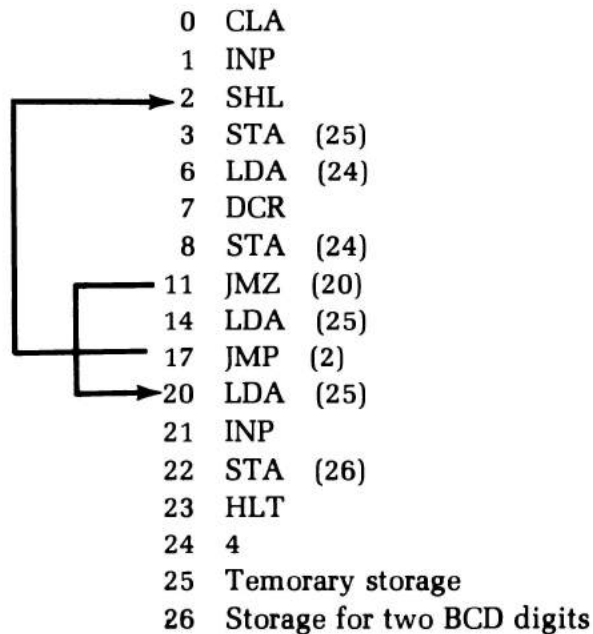 0 CLA
1 INP
2 SHL
3 STA (25)
6 LDA (24)
7 DCR
8 STA (24)
11 JMZ (20)
14 LDA (25)
17 JMP (2)
20 LDA (25)
21 INP
22 STA (26)
23 HLT
24 4
25 Temorary storage
26 Storage for two BCD digits